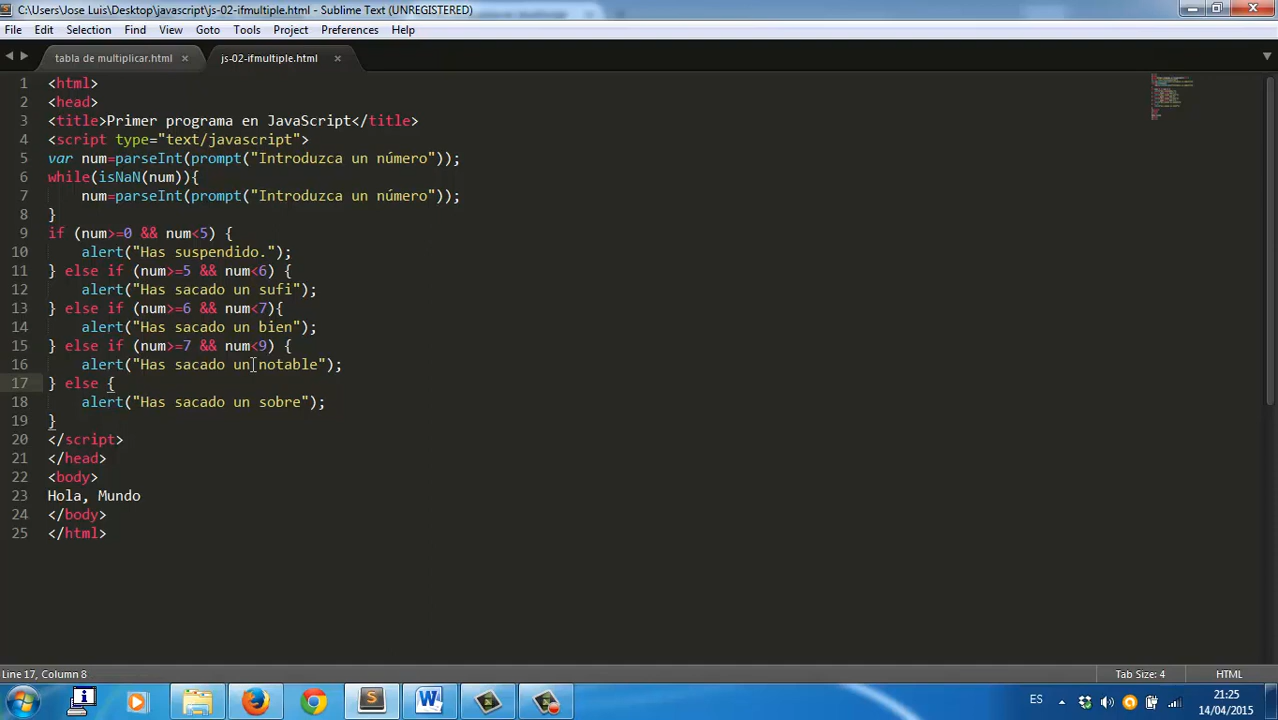 C:\Users\Jose Luis\Desktop\javascript\js-02-ifmultiple.html - Sublime Text (UNREGISTERED)
File Edit Selection Find View Goto Tools Project Preferences Help
tabla de multiplicar.html js-02-ifmultiple.html
1 <html>
2 <head>
3 <title>Primer programa en JavaScript</title>
4 <script type="text/javascript">
5 var num=parseInt(prompt("Introduzca un número"));
6 while(isNaN(num)){
7 num=parseInt(prompt("Introduzca un número"));
8 }
9 if (num>=0 && num<5) {
10 alert("Has suspendido.");
11 } else if (num>=5 && num<6) {
12 alert("Has sacado un sufi");
13 } else if (num>=6 && num<7){
14 alert("Has sacado un bien");
15 } else if (num>=7 && num<9) {
16 alert("Has sacado un notable");
17 } else {
18 alert("Has sacado un sobre");
19 }
20 </script>
21 </head>
22 <body>
23 Hola, Mundo
24 </body>
25 </html>
Line 17, Column 8 Tab Size: 4 HTML
ES 21:25
14/04/2015